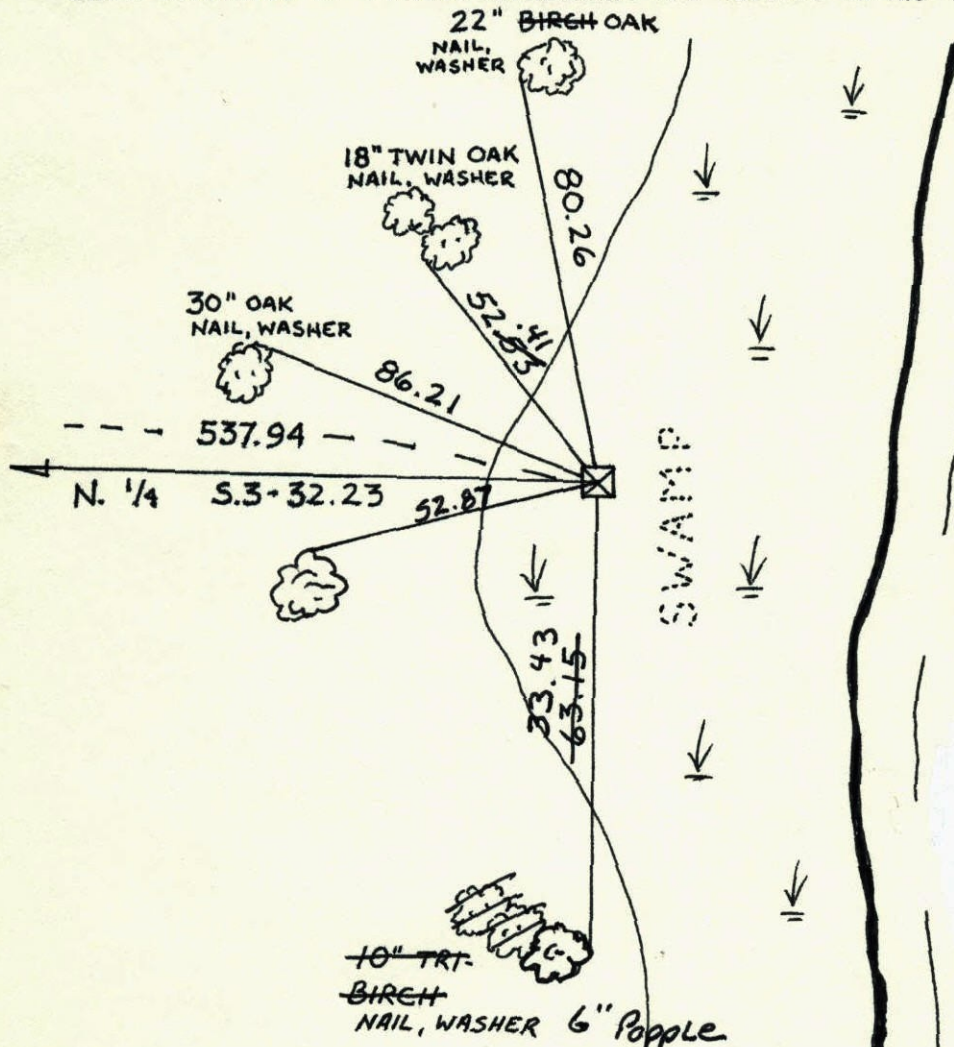 22" BIRCH OAK
NAIL,
WASHER
80.26
18" TWIN OAK
NAIL, WASHER
52.53
.41
30" OAK
NAIL, WASHER
86.21
537.94
N. 1/4 S.3-32.23
52.87
SWAMP
33.43
63.15
10" TRI-
BIRCH
NAIL, WASHER 6" Popple